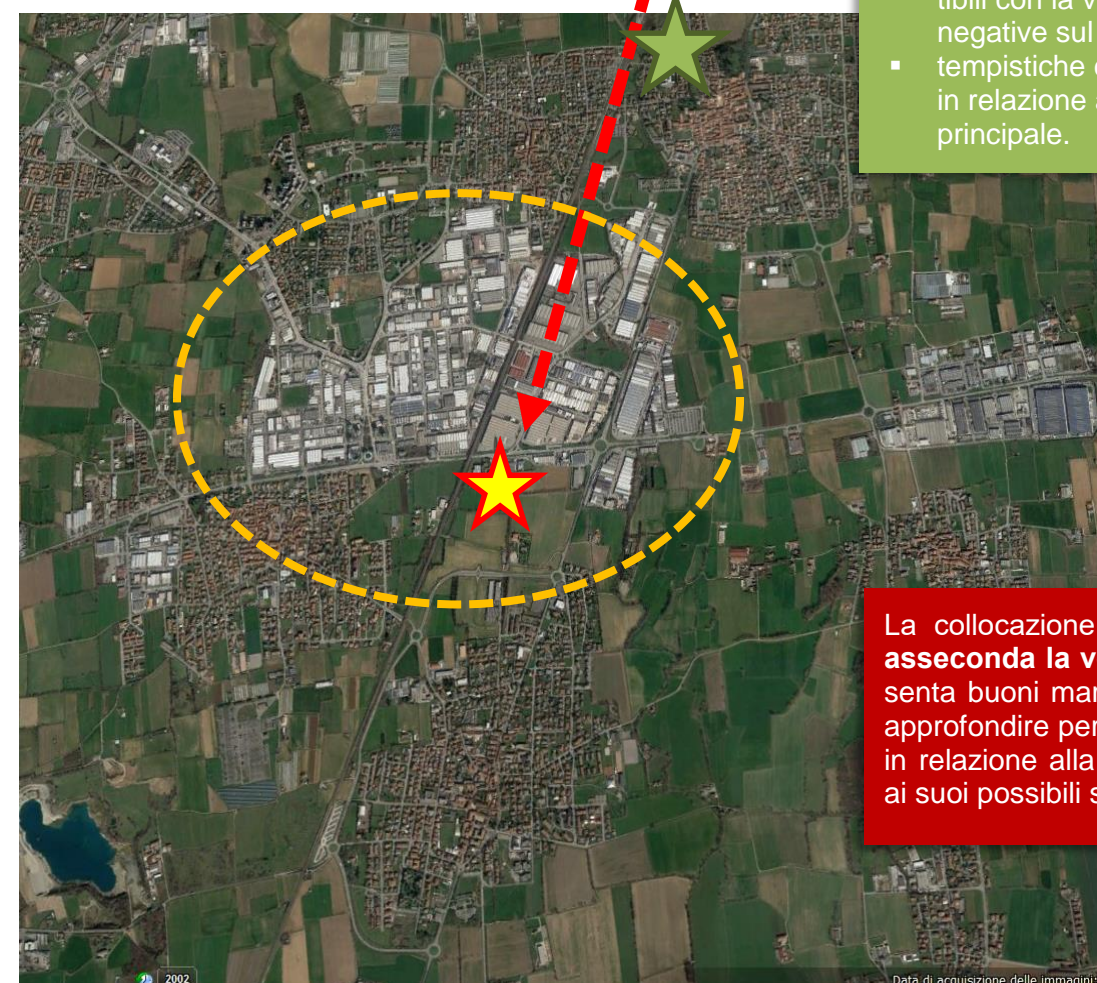 tibili con la v
negative sul
▪ tempistiche
in relazione
principale.
La collocazione
asseconda la v
senta buoni mar
approfondire per
in relazione alla
ai suoi possibili s
2002
Data di acquisizione delle immagini: